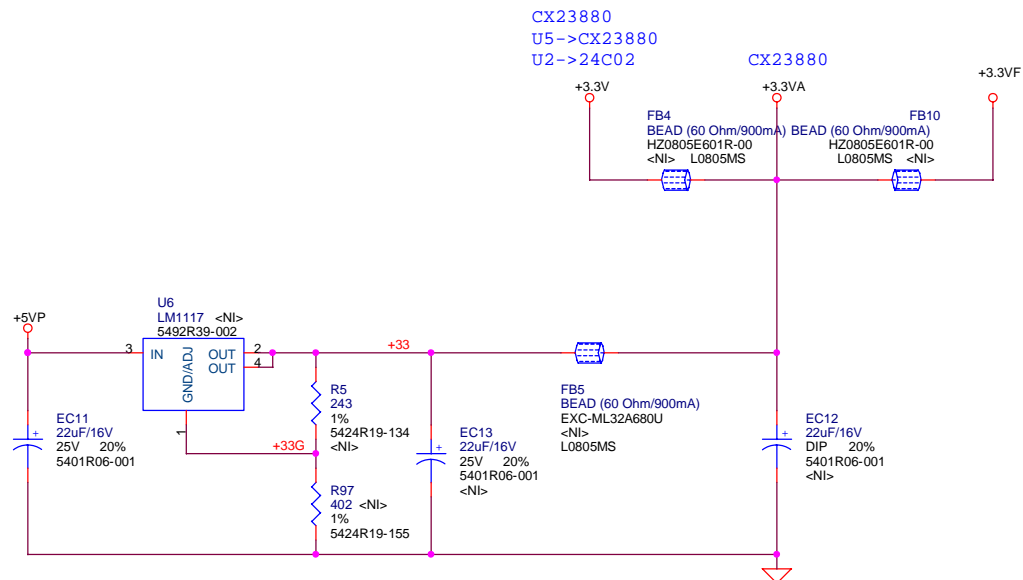 CX23880
U5->CX23880
U2->24C02
CX23880
+3.3V
+3.3VA
+3.3VF
FB4
BEAD (60 Ohm/900mA)
HZ0805E601R-00
<NI> L0805MS
FB10
BEAD (60 Ohm/900mA)
HZ0805E601R-00
L0805MS <NI>
+5VP
U6
LM1117 <NI>
5492R39-002
3
IN
GND/ADJ
OUT
OUT
2
4
1
+33
+33G
EC11
22uF/16V
25V 20%
5401R06-001
R5
243
1%
5424R19-134
<NI>
R97
402 <NI>
1%
5424R19-155
EC13
22uF/16V
25V 20%
5401R06-001
<NI>
FB5
BEAD (60 Ohm/900mA)
EXC-ML32A680U
<NI>
L0805MS
EC12
22uF/16V
DIP 20%
5401R06-001
<NI>